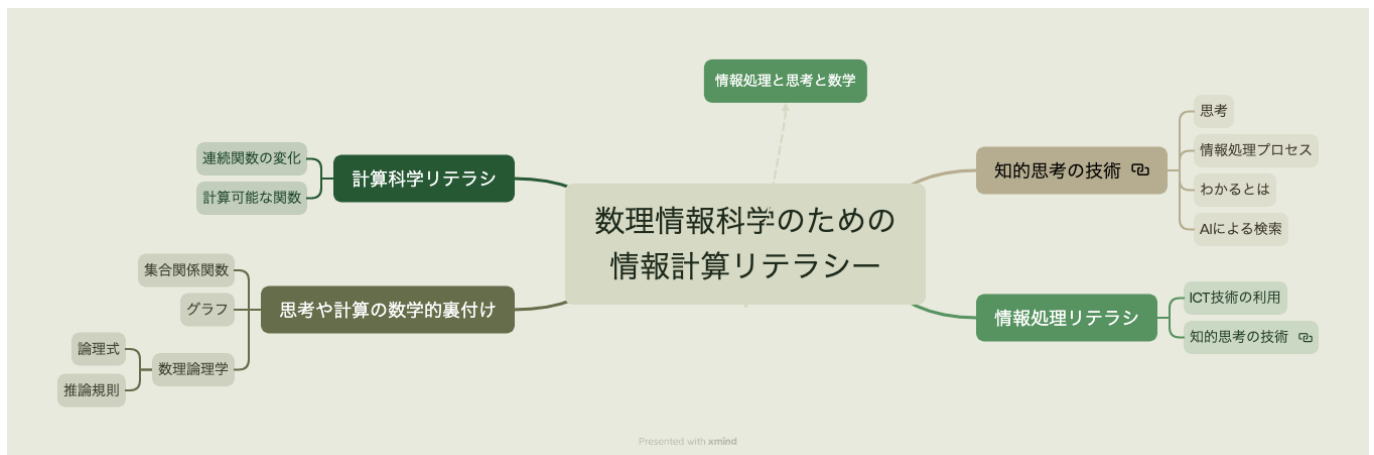 情報処理と思考と数学
数理情報科学のための
情報計算リテラシー
知的思考の技術
思考
情報処理プロセス
わかるとは
AIによる検索
情報処理リテラシ
ICT技術の利用
知的思考の技術
計算科学リテラシ
連続関数の変化
計算可能な関数
思考や計算の数学的裏付け
集合関係関数
グラフ
数理論理学
論理式
推論規則
Presented with xmind